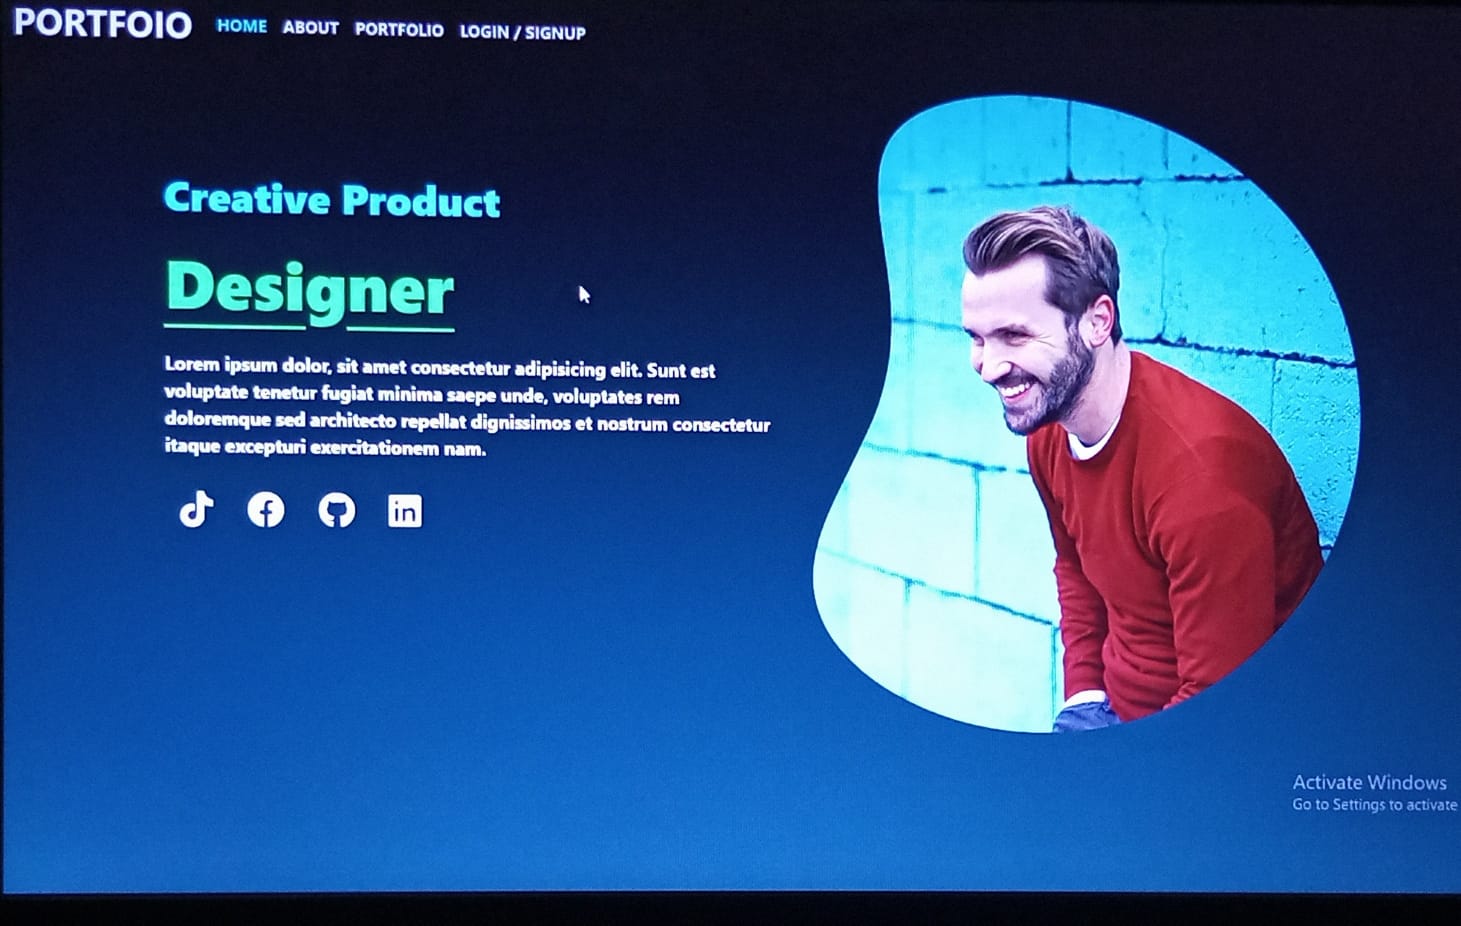 PORTFOIO HOME ABOUT PORTFOLIO LOGIN / SIGNUP
Creative Product
Designer
Lorem ipsum dolor, sit amet consectetur adipisicing elit. Sunt est
voluptate tenetur fugiat minima saepe unde, voluptates rem
doloremque sed architecto repellat dignissimos et nostrum consectetur
itaque excepturi exercitationem nam.
in
Activate Windows
Go to Settings to activate